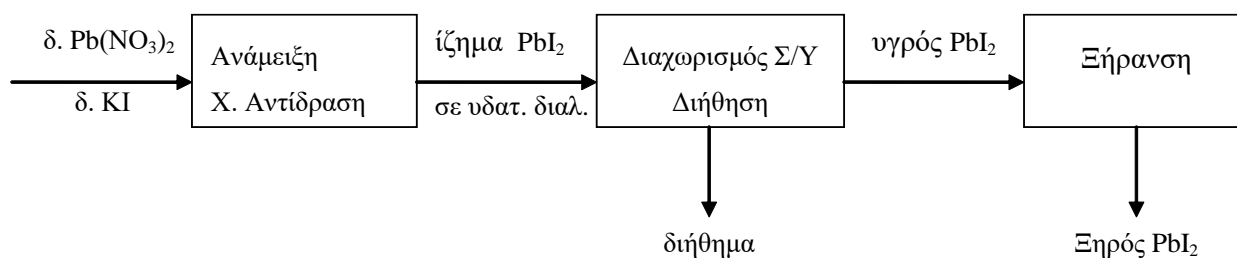 δ. Pb(NO₃)₂
δ. KI
Ανάμειξη
Χ. Αντίδραση
ίζημα PbI₂
σε υδατ. διαλ.
Διαχωρισμός Σ/Υ
Διήθηση
υγρός PbI₂
Ξήρανση
διήθημα
Ξηρός PbI₂